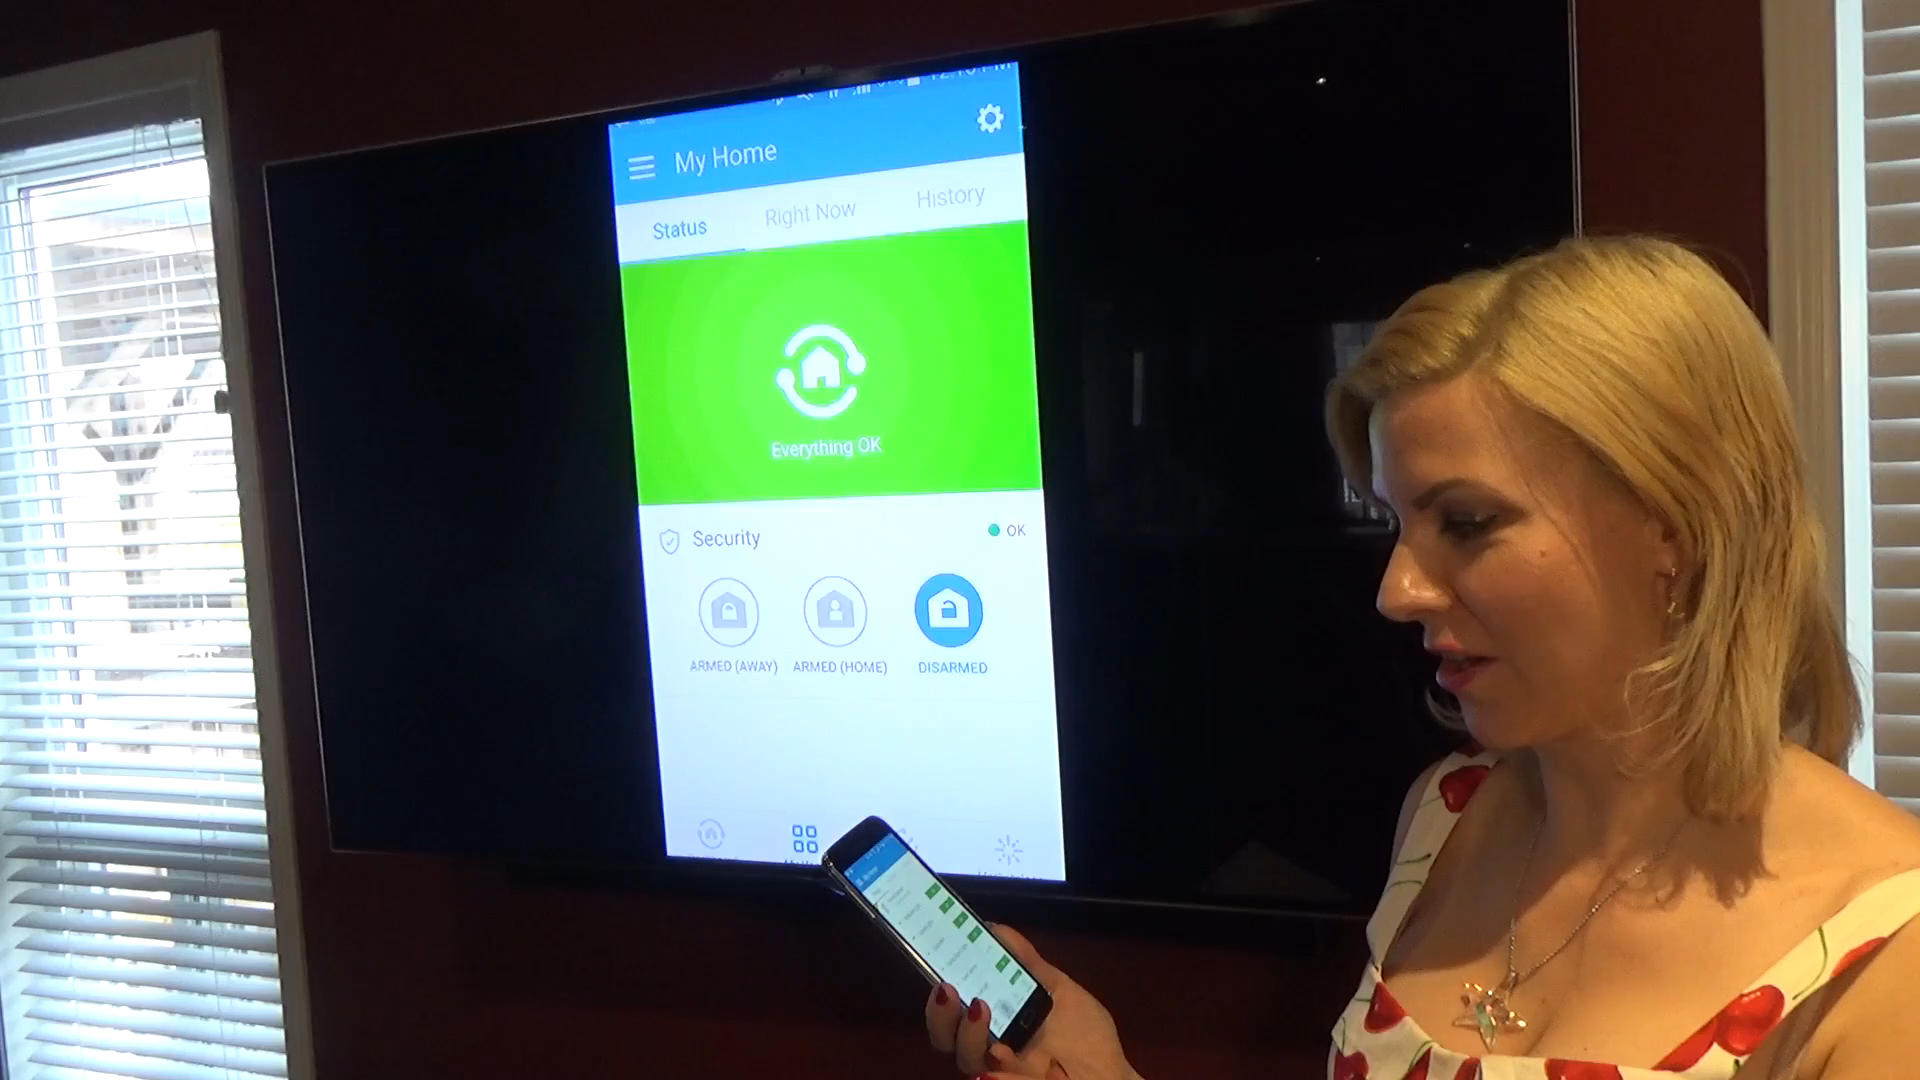 My Home
Status Right Now History
Everything OK
Security OK
ARMED (AWAY) ARMED (HOME) DISARMED